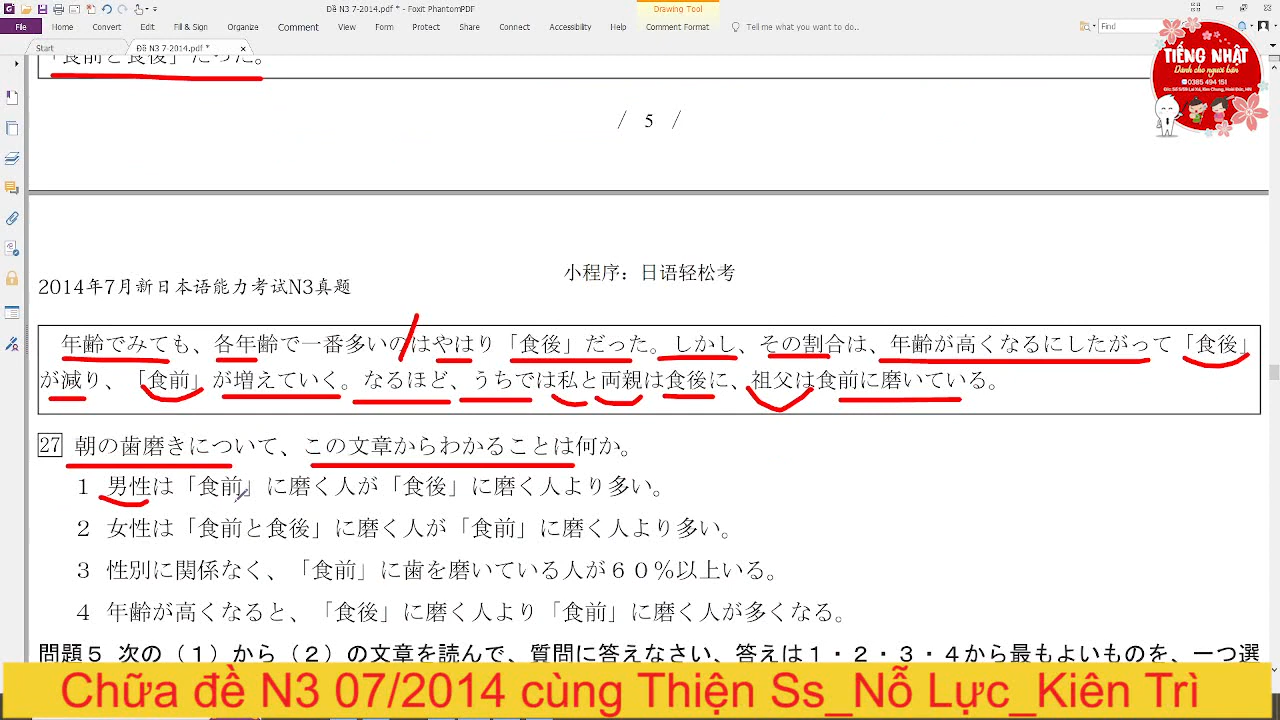 Đề N3 7-2014.pdf * - Foxit PhantomPDF
Drawing Tool
File Home Convert Edit & Sign Organize Comment View Form Protect Share Connect Accessibility Help Comment Format Tell me what you want to do... Find
Start ĐỀ N3 7-2014.pdf *
TIẾNG NHẬT
Dành cho người bận
0385 494 151
「食前と食後」だった。
/ 5 /
小程序：日语轻松考
2014年7月新日本语能力考试N3真题
年齢でみても、各年齢で一番多いのはやはり「食後」だった。しかし、その割合は、年齢が高くなるにしたがって「食後」
が減り、「食前」が増えていく。なるほど、うちでは私と両親は食後に、祖父は食前に磨いている。
27 朝の歯磨きについて、この文章からわかることは何か。
1 男性は「食前」に磨く人が「食後」に磨く人より多い。
2 女性は「食前と食後」に磨く人が「食前」に磨く人より多い。
3 性別に関係なく、「食前」に歯を磨いている人が６０％以上いる。
4 年齢が高くなると、「食後」に磨く人より「食前」に磨く人が多くなる。
問題５ 次の（１）から（２）の文章を読んで、質問に答えなさい、答えは１・２・３・４から最もよいものを、一つ選
Chữa đề N3 07/2014 cùng Thiện Ss_Nỗ Lực_Kiên Trì